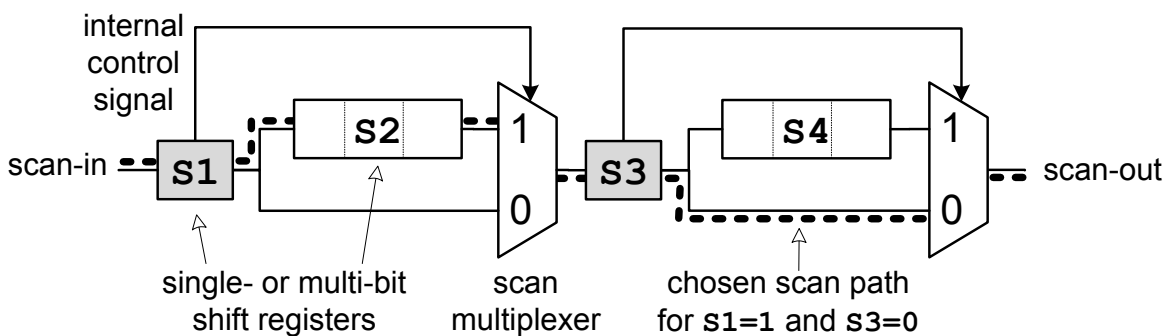 internal
control
signal
scan-in
S1
S2
1
0
S3
S4
1
0
scan-out
single- or multi-bit
shift registers
scan
multiplexer
chosen scan path
for S1=1 and S3=0